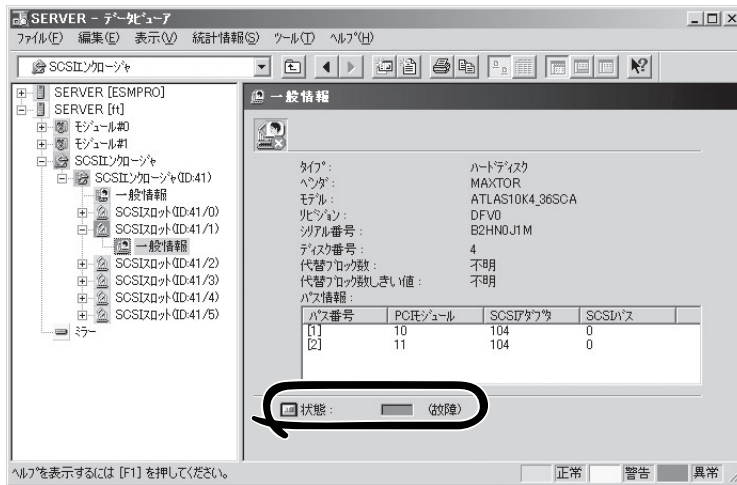 SERVER - データビューア
ファイル(F) 編集(E) 表示(V) 統計情報(S) ツール(T) ヘルプ(H)
SCSIエンクロージャ
SERVER [ESMPRO]
SERVER [ft]
モジュール#0
モジュール#1
SCSIエンクロージャ
SCSIエンクロージャ(ID:41)
一般情報
SCSIスロット(ID:41/0)
SCSIスロット(ID:41/1)
一般情報
SCSIスロット(ID:41/2)
SCSIスロット(ID:41/3)
SCSIスロット(ID:41/4)
SCSIスロット(ID:41/5)
ミラー
一般情報
タイプ: ハードディスク
ベンダ: MAXTOR
モデル: ATLAS10K4_36SCA
リビジョン: DFV0
シリアル番号: B2HN0J1M
ディスク番号: 4
代替ブロック数: 不明
代替ブロック数しきい値: 不明
パス情報:
パス番号 PCIモジュール SCSIアダプタ SCSIバス
[1] 10 104 0
[2] 11 104 0
状態: (故障)
ヘルプを表示するには [F1] を押してください。 正常 警告 異常